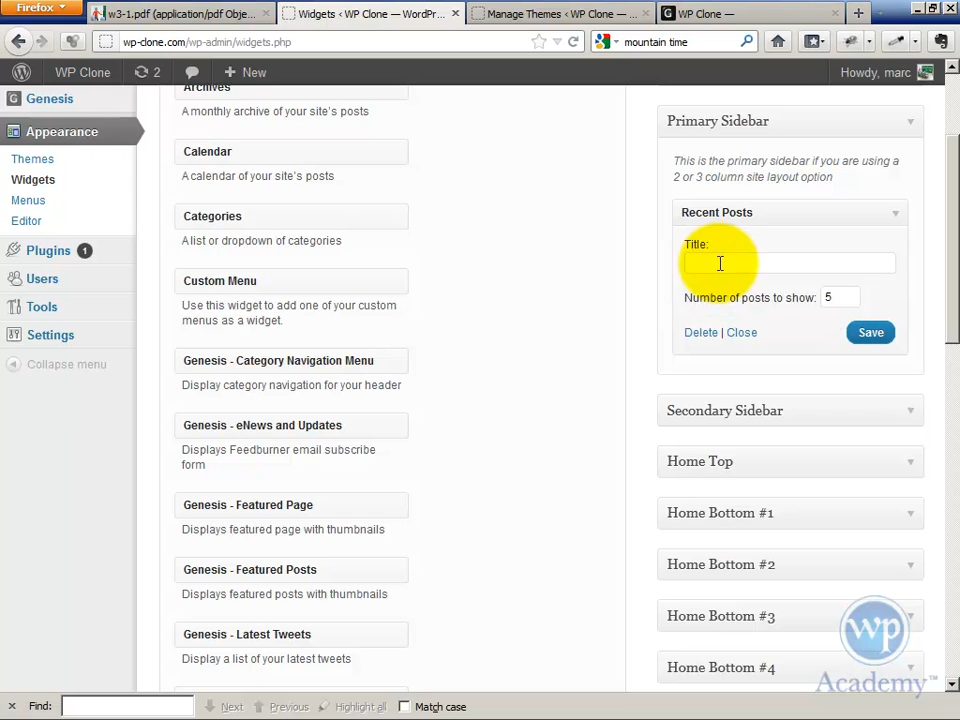 Firefox
w3-1.pdf (application/pdf Obje...
Widgets ‹ WP Clone — WordPr...
Manage Themes ‹ WP Clone — ...
WP Clone —
wp-clone.com/wp-admin/widgets.php
mountain time
WP Clone
2
New
Howdy, marc
Genesis
Appearance
Themes
Widgets
Menus
Editor
Plugins 1
Users
Tools
Settings
Collapse menu
Archives
A monthly archive of your site's posts
Calendar
A calendar of your site's posts
Categories
A list or dropdown of categories
Custom Menu
Use this widget to add one of your custom
menus as a widget.
Genesis - Category Navigation Menu
Display category navigation for your header
Genesis - eNews and Updates
Displays Feedburner email subscribe
form
Genesis - Featured Page
Displays featured page with thumbnails
Genesis - Featured Posts
Displays featured posts with thumbnails
Genesis - Latest Tweets
Display a list of your latest tweets
Primary Sidebar
This is the primary sidebar if you are using a
2 or 3 column site layout option
Recent Posts
Title:
Number of posts to show: 5
Delete | Close
Save
Secondary Sidebar
Home Top
Home Bottom #1
Home Bottom #2
Home Bottom #3
Home Bottom #4
wp
Academy™
Find:
Next
Previous
Highlight all
Match case